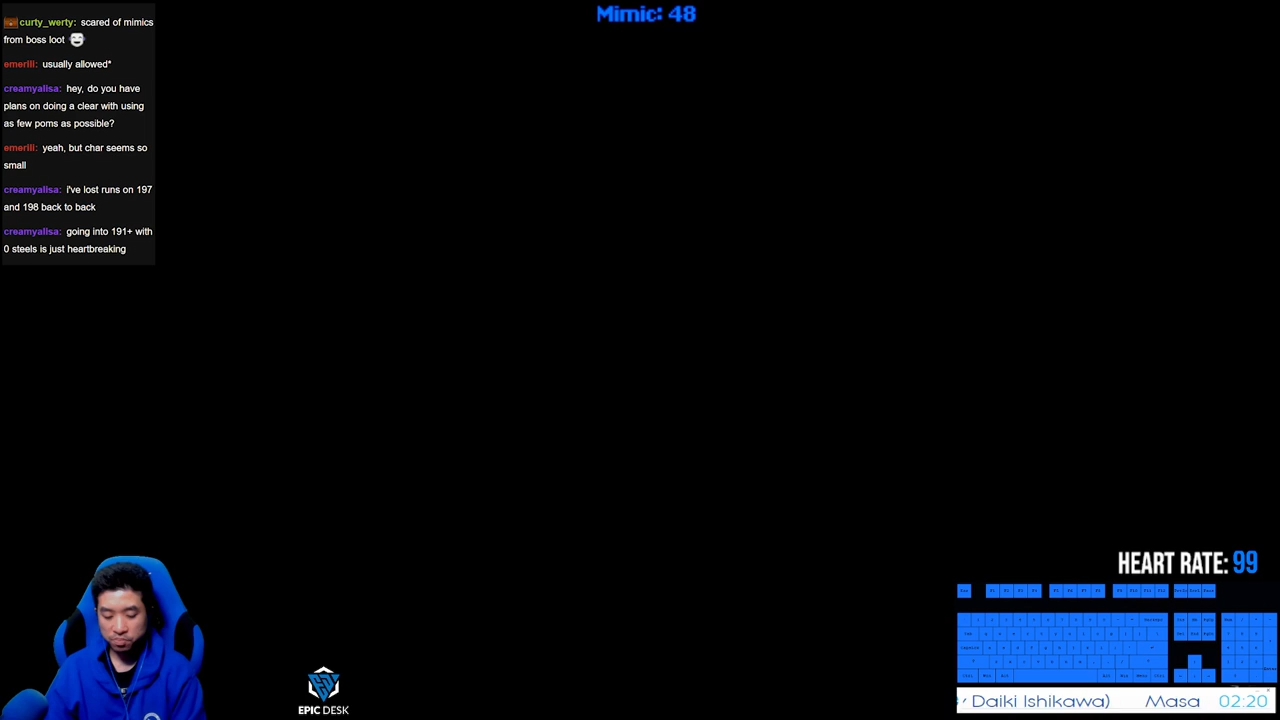 Mimic: 48
curty_werty: scared of mimics
from boss loot
emerlll: usually allowed*
creamyalisa: hey, do you have
plans on doing a clear with using
as few poms as possible?
emerlll: yeah, but char seems so
small
creamyalisa: i've lost runs on 197
and 198 back to back
creamyalisa: going into 191+ with
0 steels is just heartbreaking
HEART RATE: 99
EPIC DESK
Daiki Ishikawa) Masa 02:20